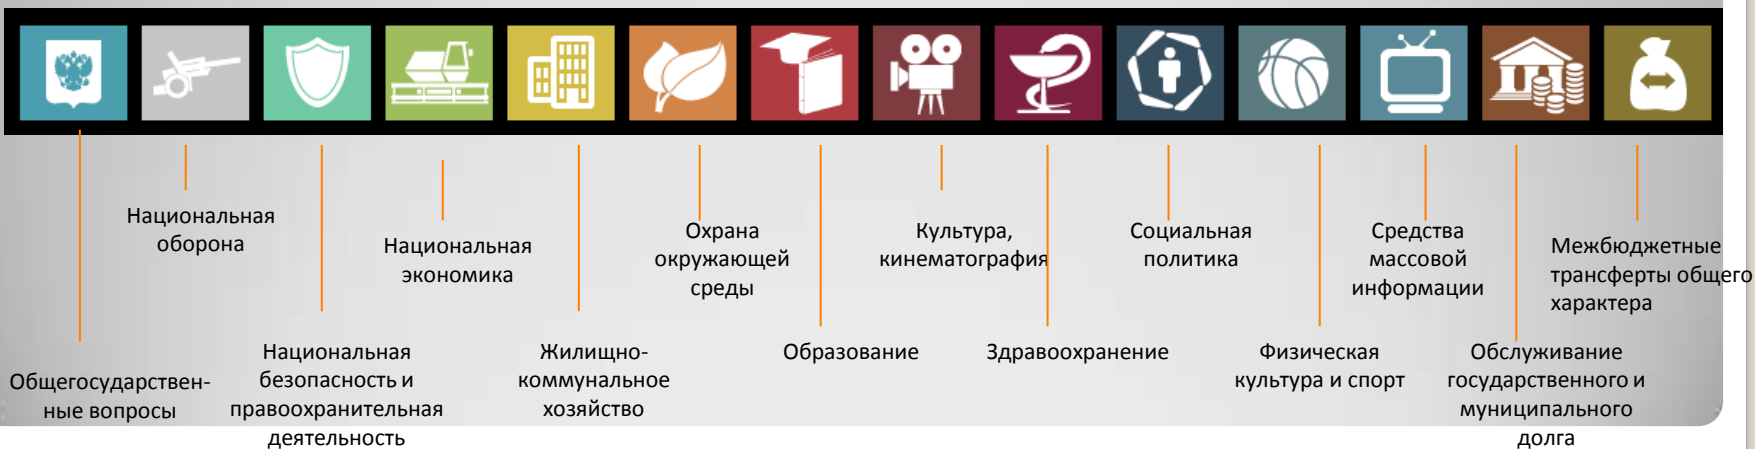 Общегосударствен-
ные вопросы
Национальная
оборона
Национальная
безопасность и
правоохранительная
деятельность
Национальная
экономика
Жилищно-
коммунальное
хозяйство
Охрана
окружающей
среды
Образование
Культура,
кинематография
Здравоохранение
Социальная
политика
Физическая
культура и спорт
Средства
массовой
информации
Обслуживание
государственного и
муниципального
долга
Межбюджетные
трансферты общего
характера